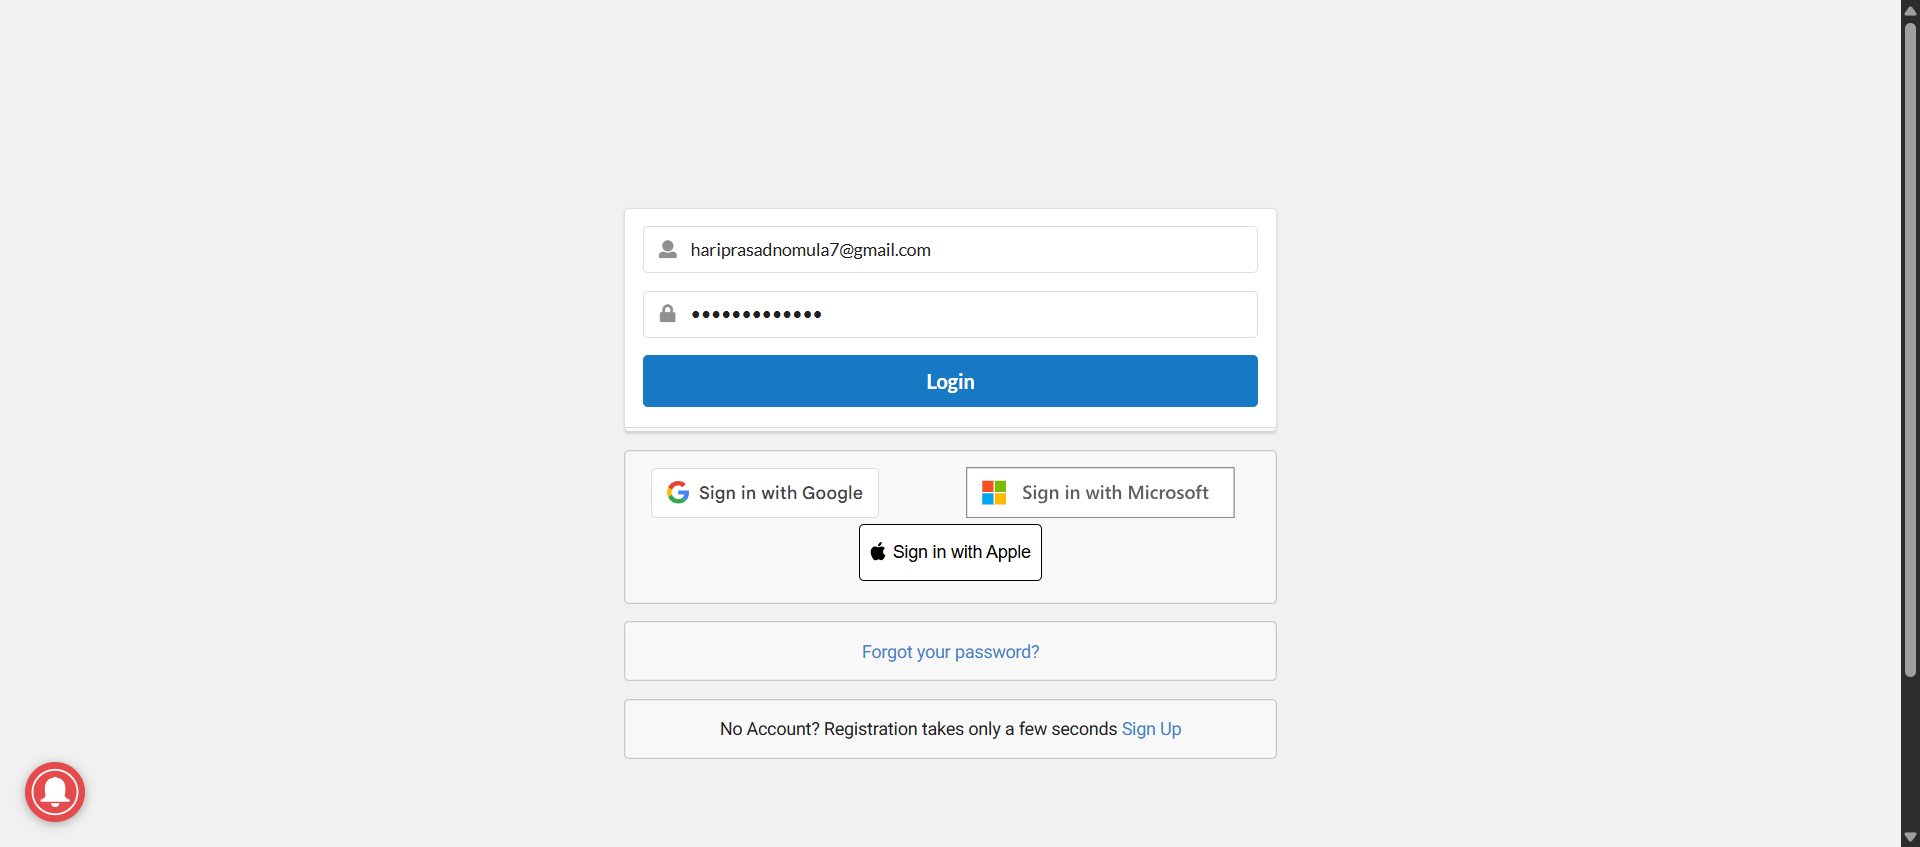 hariprasadnomula7@gmail.com
•••••••••••••
Login
Sign in with Google
Sign in with Microsoft
Sign in with Apple
Forgot your password?
No Account? Registration takes only a few seconds Sign Up